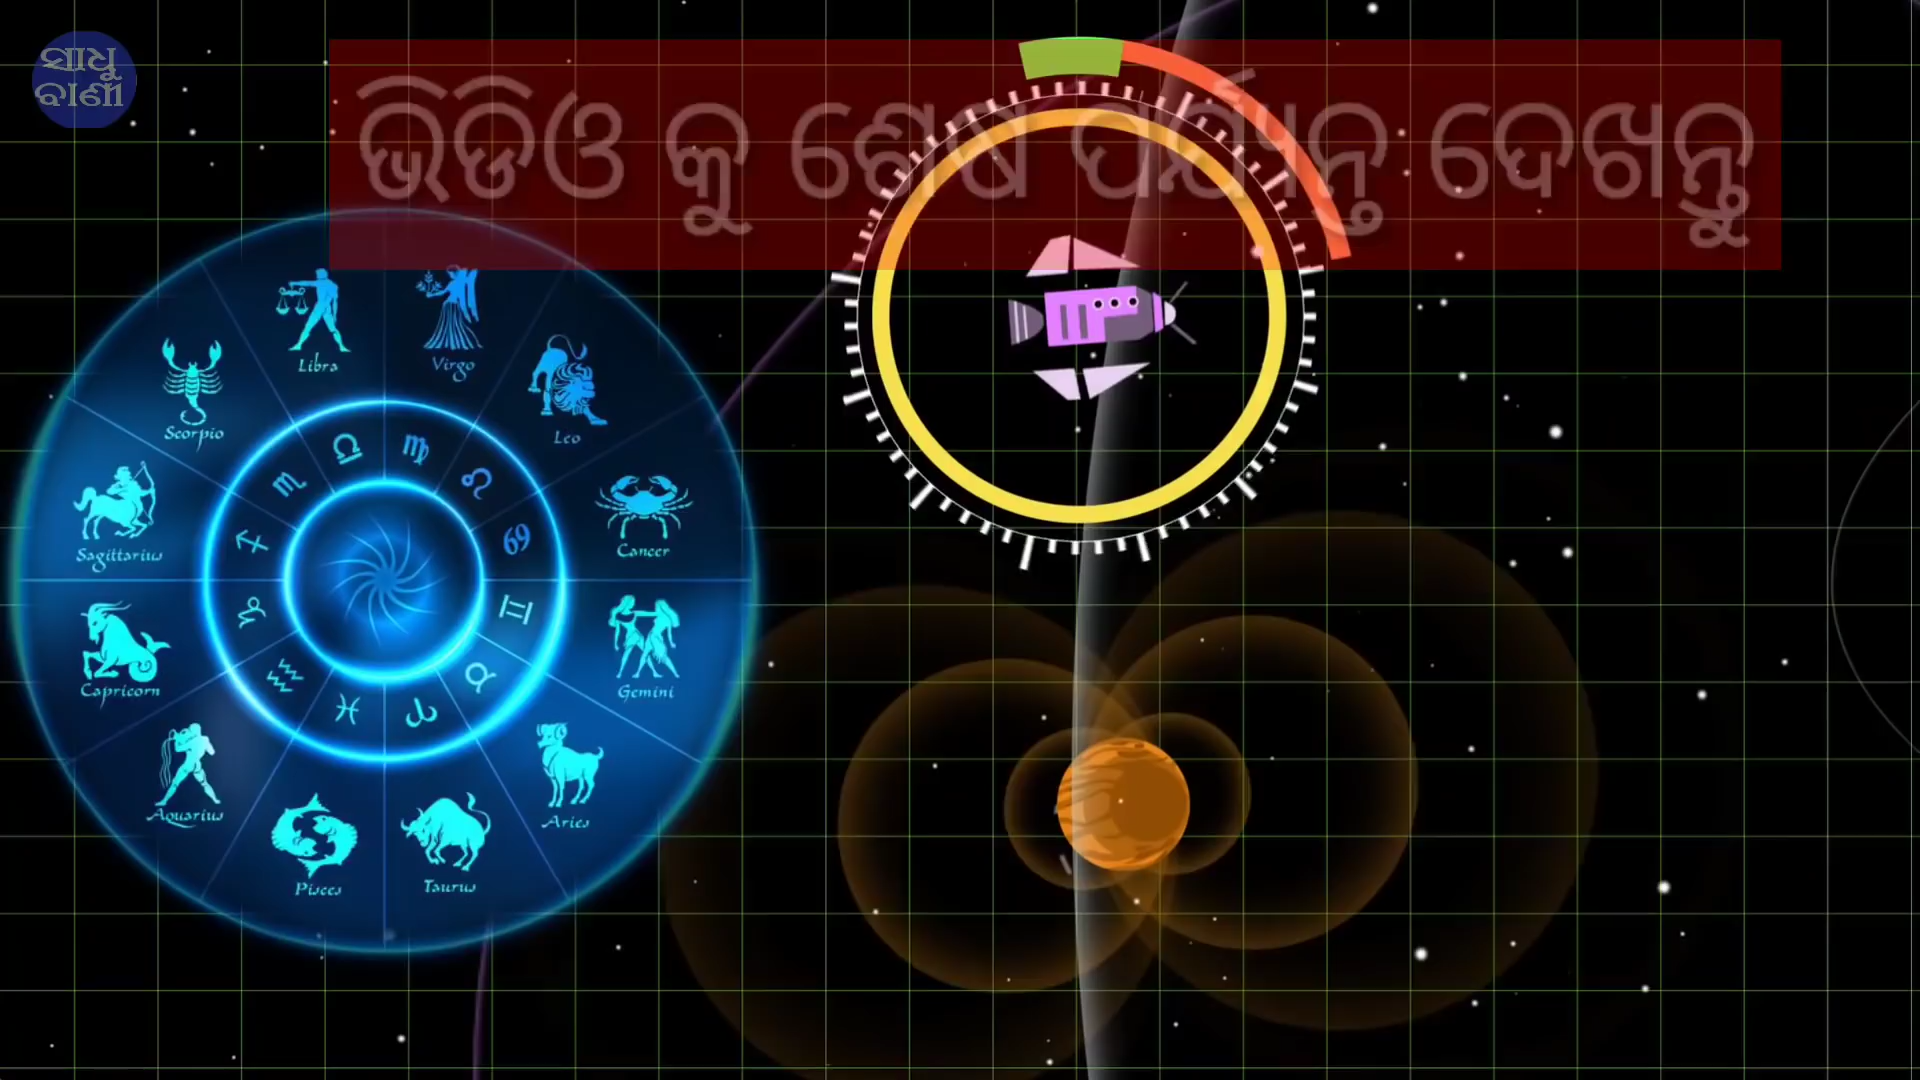 ସାଧୁ
ବାଣୀ
ଭିଡିଓ କୁ ଶେଷ ପର୍ଯ୍ୟନ୍ତ ଦେଖନ୍ତୁ
Libra
Virgo
Scorpio
Leo
Sagittarius
Cancer
Capricorn
Gemini
Aquarius
Aries
Pisces
Taurus